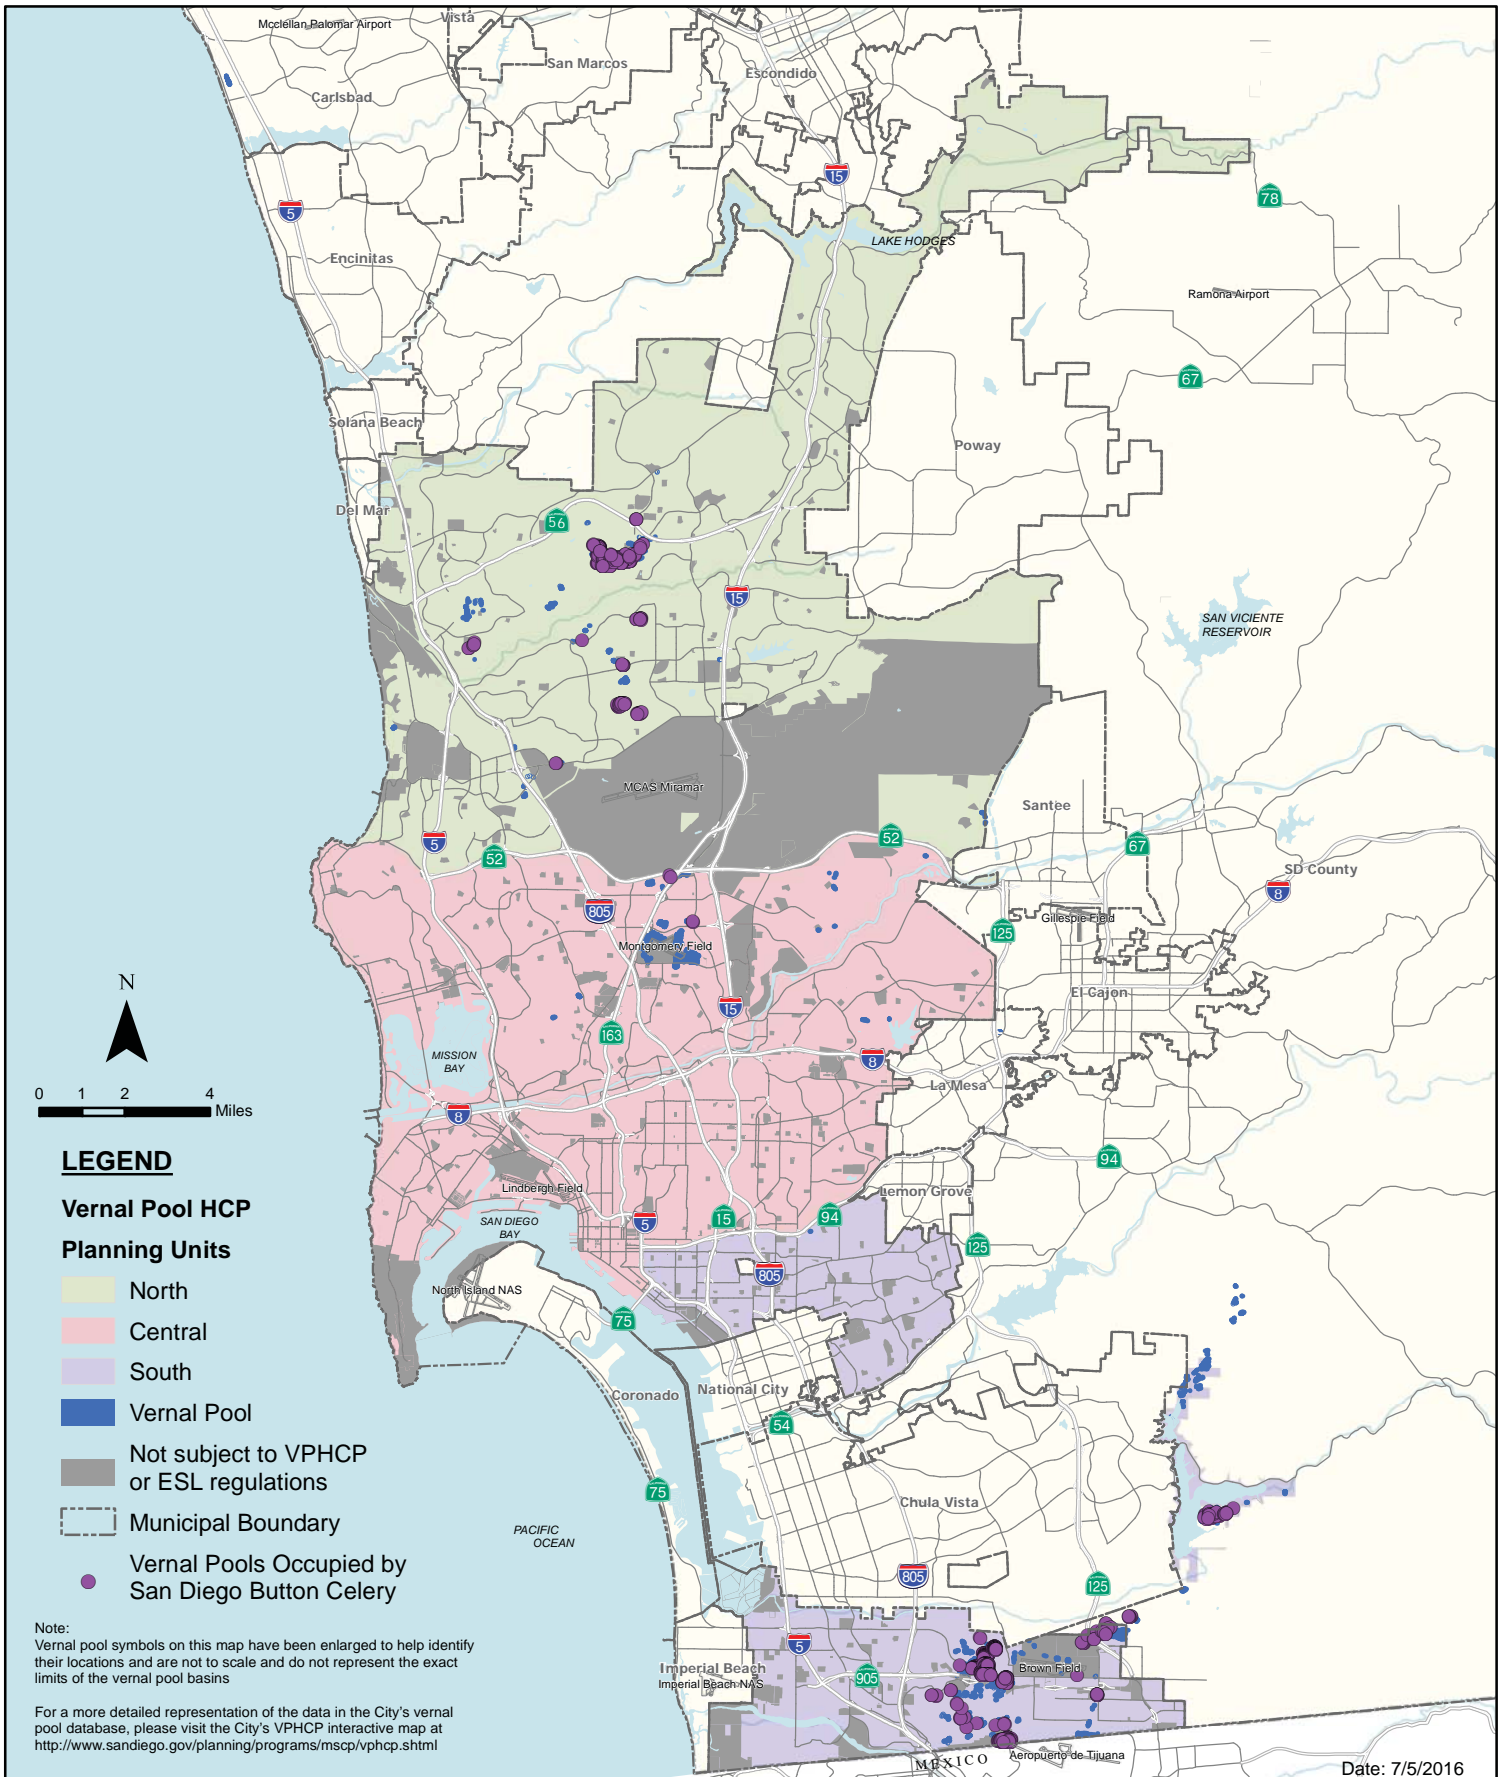 Mcclellan Palomar Airport
Vista
San Marcos
Escondido
Carlsbad
15
78
5
LAKE HODGES
Encinitas
Ramona Airport
67
Solana Beach
Poway
Del Mar
56
15
SAN VICIENTE
RESERVOIR
MCAS Miramar
Santee
5
52
52
67
SD County
8
805
Gillespie Field
125
Montgomery Field
El Cajon
15
163
N
MISSION
BAY
8
La Mesa
0 1 2 4
Miles
8
94
LEGEND
Vernal Pool HCP
Planning Units
North
Central
South
Vernal Pool
Not subject to VPHCP
or ESL regulations
Municipal Boundary
Vernal Pools Occupied by
San Diego Button Celery
Lindbergh Field
Lemon Grove
SAN DIEGO
BAY
5
15
94
125
805
North Island NAS
75
Coronado
National City
54
75
Chula Vista
PACIFIC
OCEAN
805
125
5
Imperial Beach
Imperial Beach NAS
905
Brown Field
MEXICO
Aeropuerto de Tijuana
Note:
Vernal pool symbols on this map have been enlarged to help identify
their locations and are not to scale and do not represent the exact
limits of the vernal pool basins
For a more detailed representation of the data in the City's vernal
pool database, please visit the City's VPHCP interactive map at
http://www.sandiego.gov/planning/programs/mscp/vphcp.shtml
Date: 7/5/2016